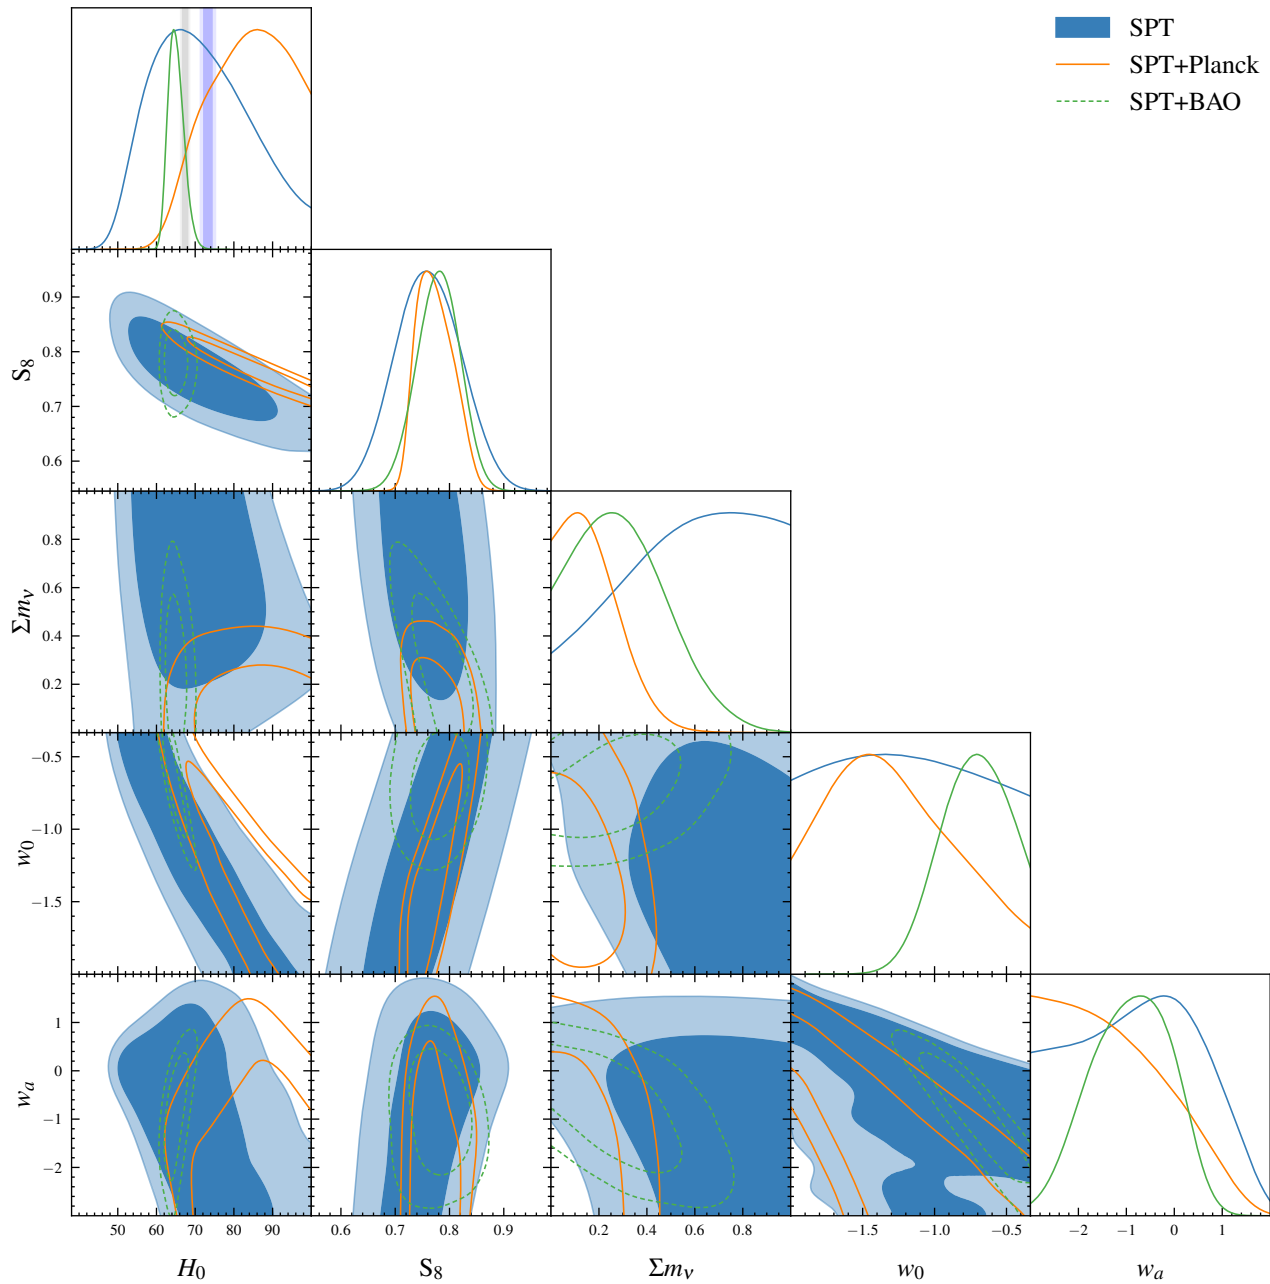 SPT
SPT+Planck
SPT+BAO
S8
0.9
0.8
0.7
0.6
Σmν
0.8
0.6
0.4
0.2
w0
−0.5
−1.0
−1.5
wa
1
0
−1
−2
50 60 70 80 90
0.6 0.7 0.8 0.9
0.2 0.4 0.6 0.8
−1.5 −1.0 −0.5
−2 −1 0 1
H0 S8 Σmν w0 wa